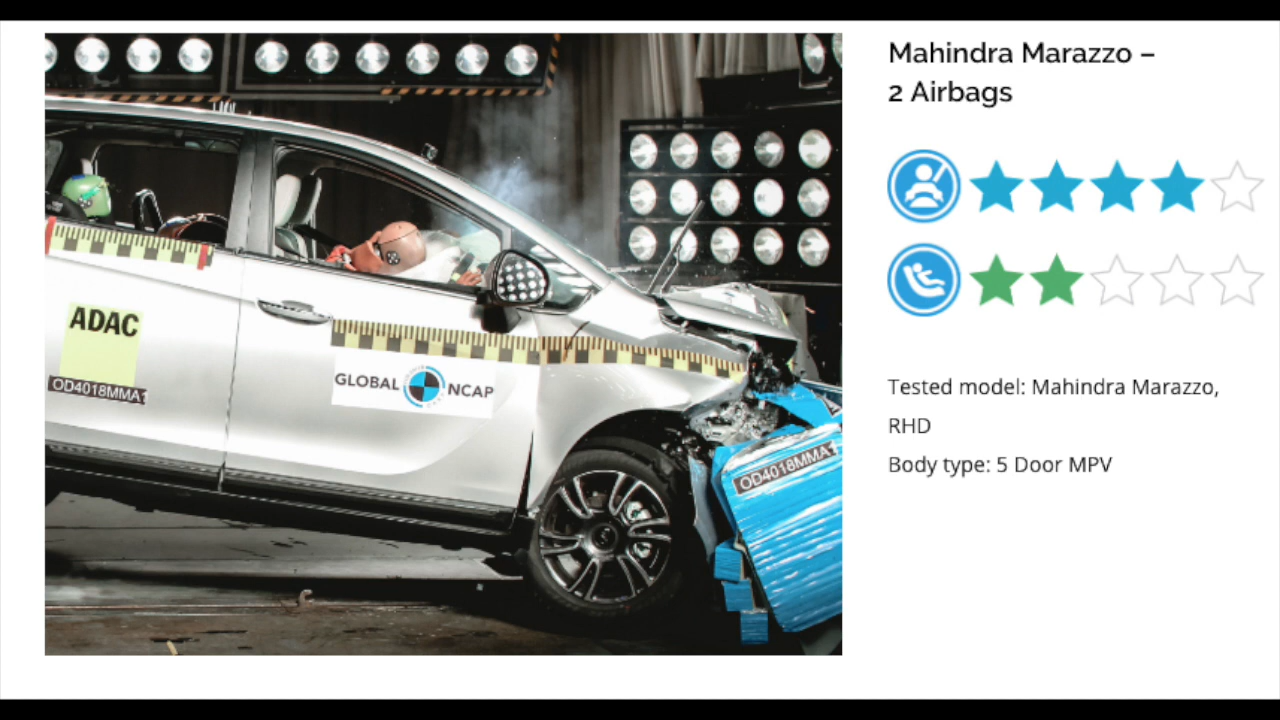 Mahindra Marazzo –
2 Airbags
Tested model: Mahindra Marazzo,
RHD
Body type: 5 Door MPV
ADAC
OD4018MMA1
GLOBAL NCAP
OD4018MMA1